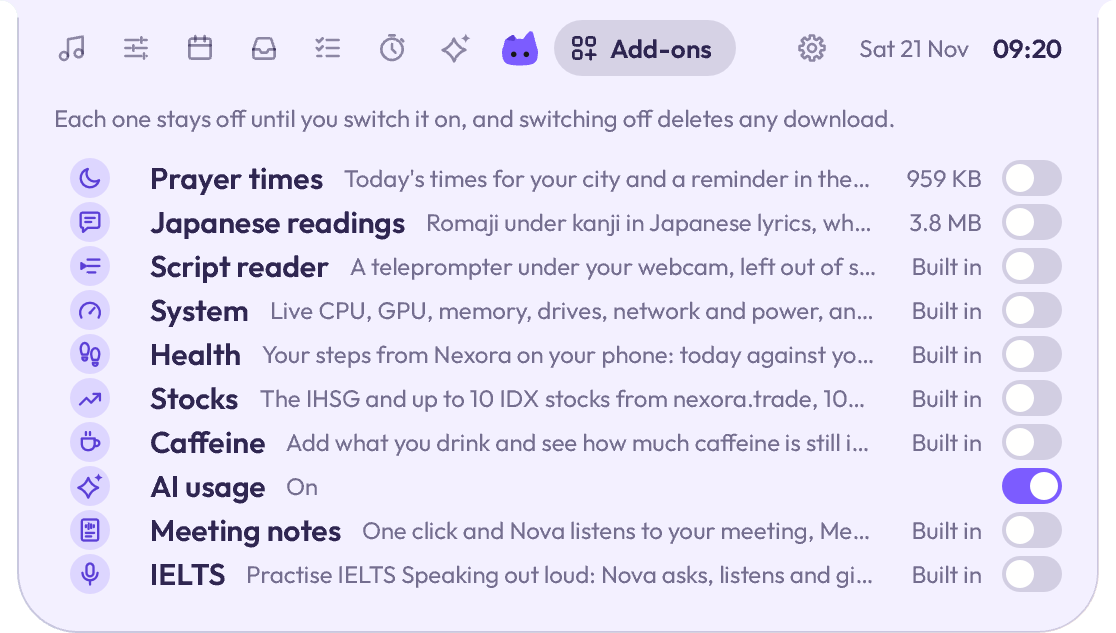 Add-ons Sat 21 Nov 09:20
Each one stays off until you switch it on, and switching off deletes any download.
Prayer times Today's times for your city and a reminder in the... 959 KB
Japanese readings Romaji under kanji in Japanese lyrics, wh... 3.8 MB
Script reader A teleprompter under your webcam, left out of s... Built in
System Live CPU, GPU, memory, drives, network and power, an... Built in
Health Your steps from Nexora on your phone: today against yo... Built in
Stocks The IHSG and up to 10 IDX stocks from nexora.trade, 10... Built in
Caffeine Add what you drink and see how much caffeine is still i... Built in
AI usage On
Meeting notes One click and Nova listens to your meeting, Me... Built in
IELTS Practise IELTS Speaking out loud: Nova asks, listens and gi... Built in